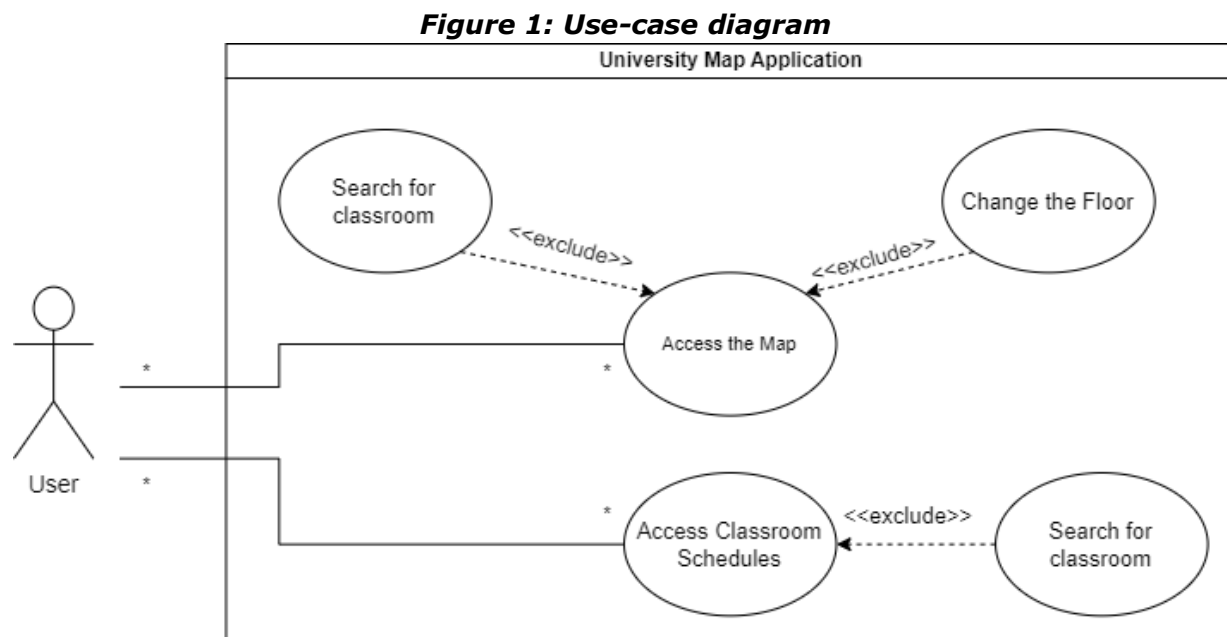 Figure 1: Use-case diagram
University Map Application
Search for
classroom
Change the Floor
<<exclude>>
<<exclude>>
Access the Map
*
*
User
*
*
Access Classroom
Schedules
<<exclude>>
Search for
classroom